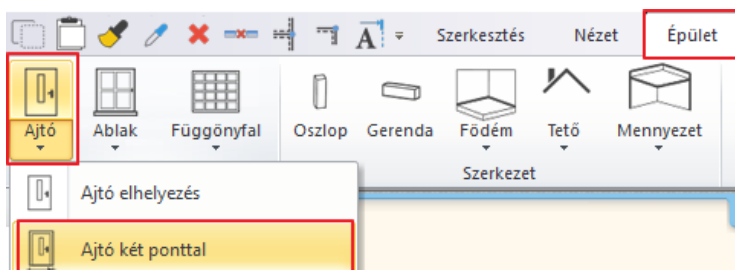 Szerkesztés Nézet Épület
Ajtó Ablak Függönyfal Oszlop Gerenda Födém Tető Mennyezet
Szerkezet
Ajtó elhelyezés
Ajtó két ponttal